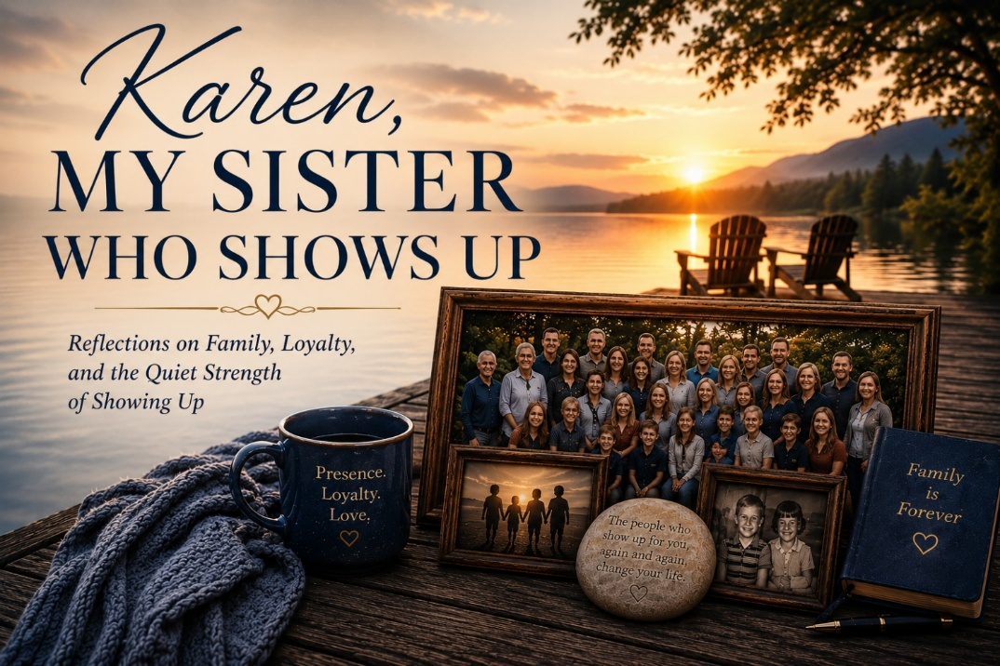 Karen,
MY SISTER
WHO SHOWS UP
Reflections on Family, Loyalty,
and the Quiet Strength
of Showing Up
Presence.
Loyalty.
Love.
The people who
show up for you,
again and again,
change your life.
Family
is
Forever